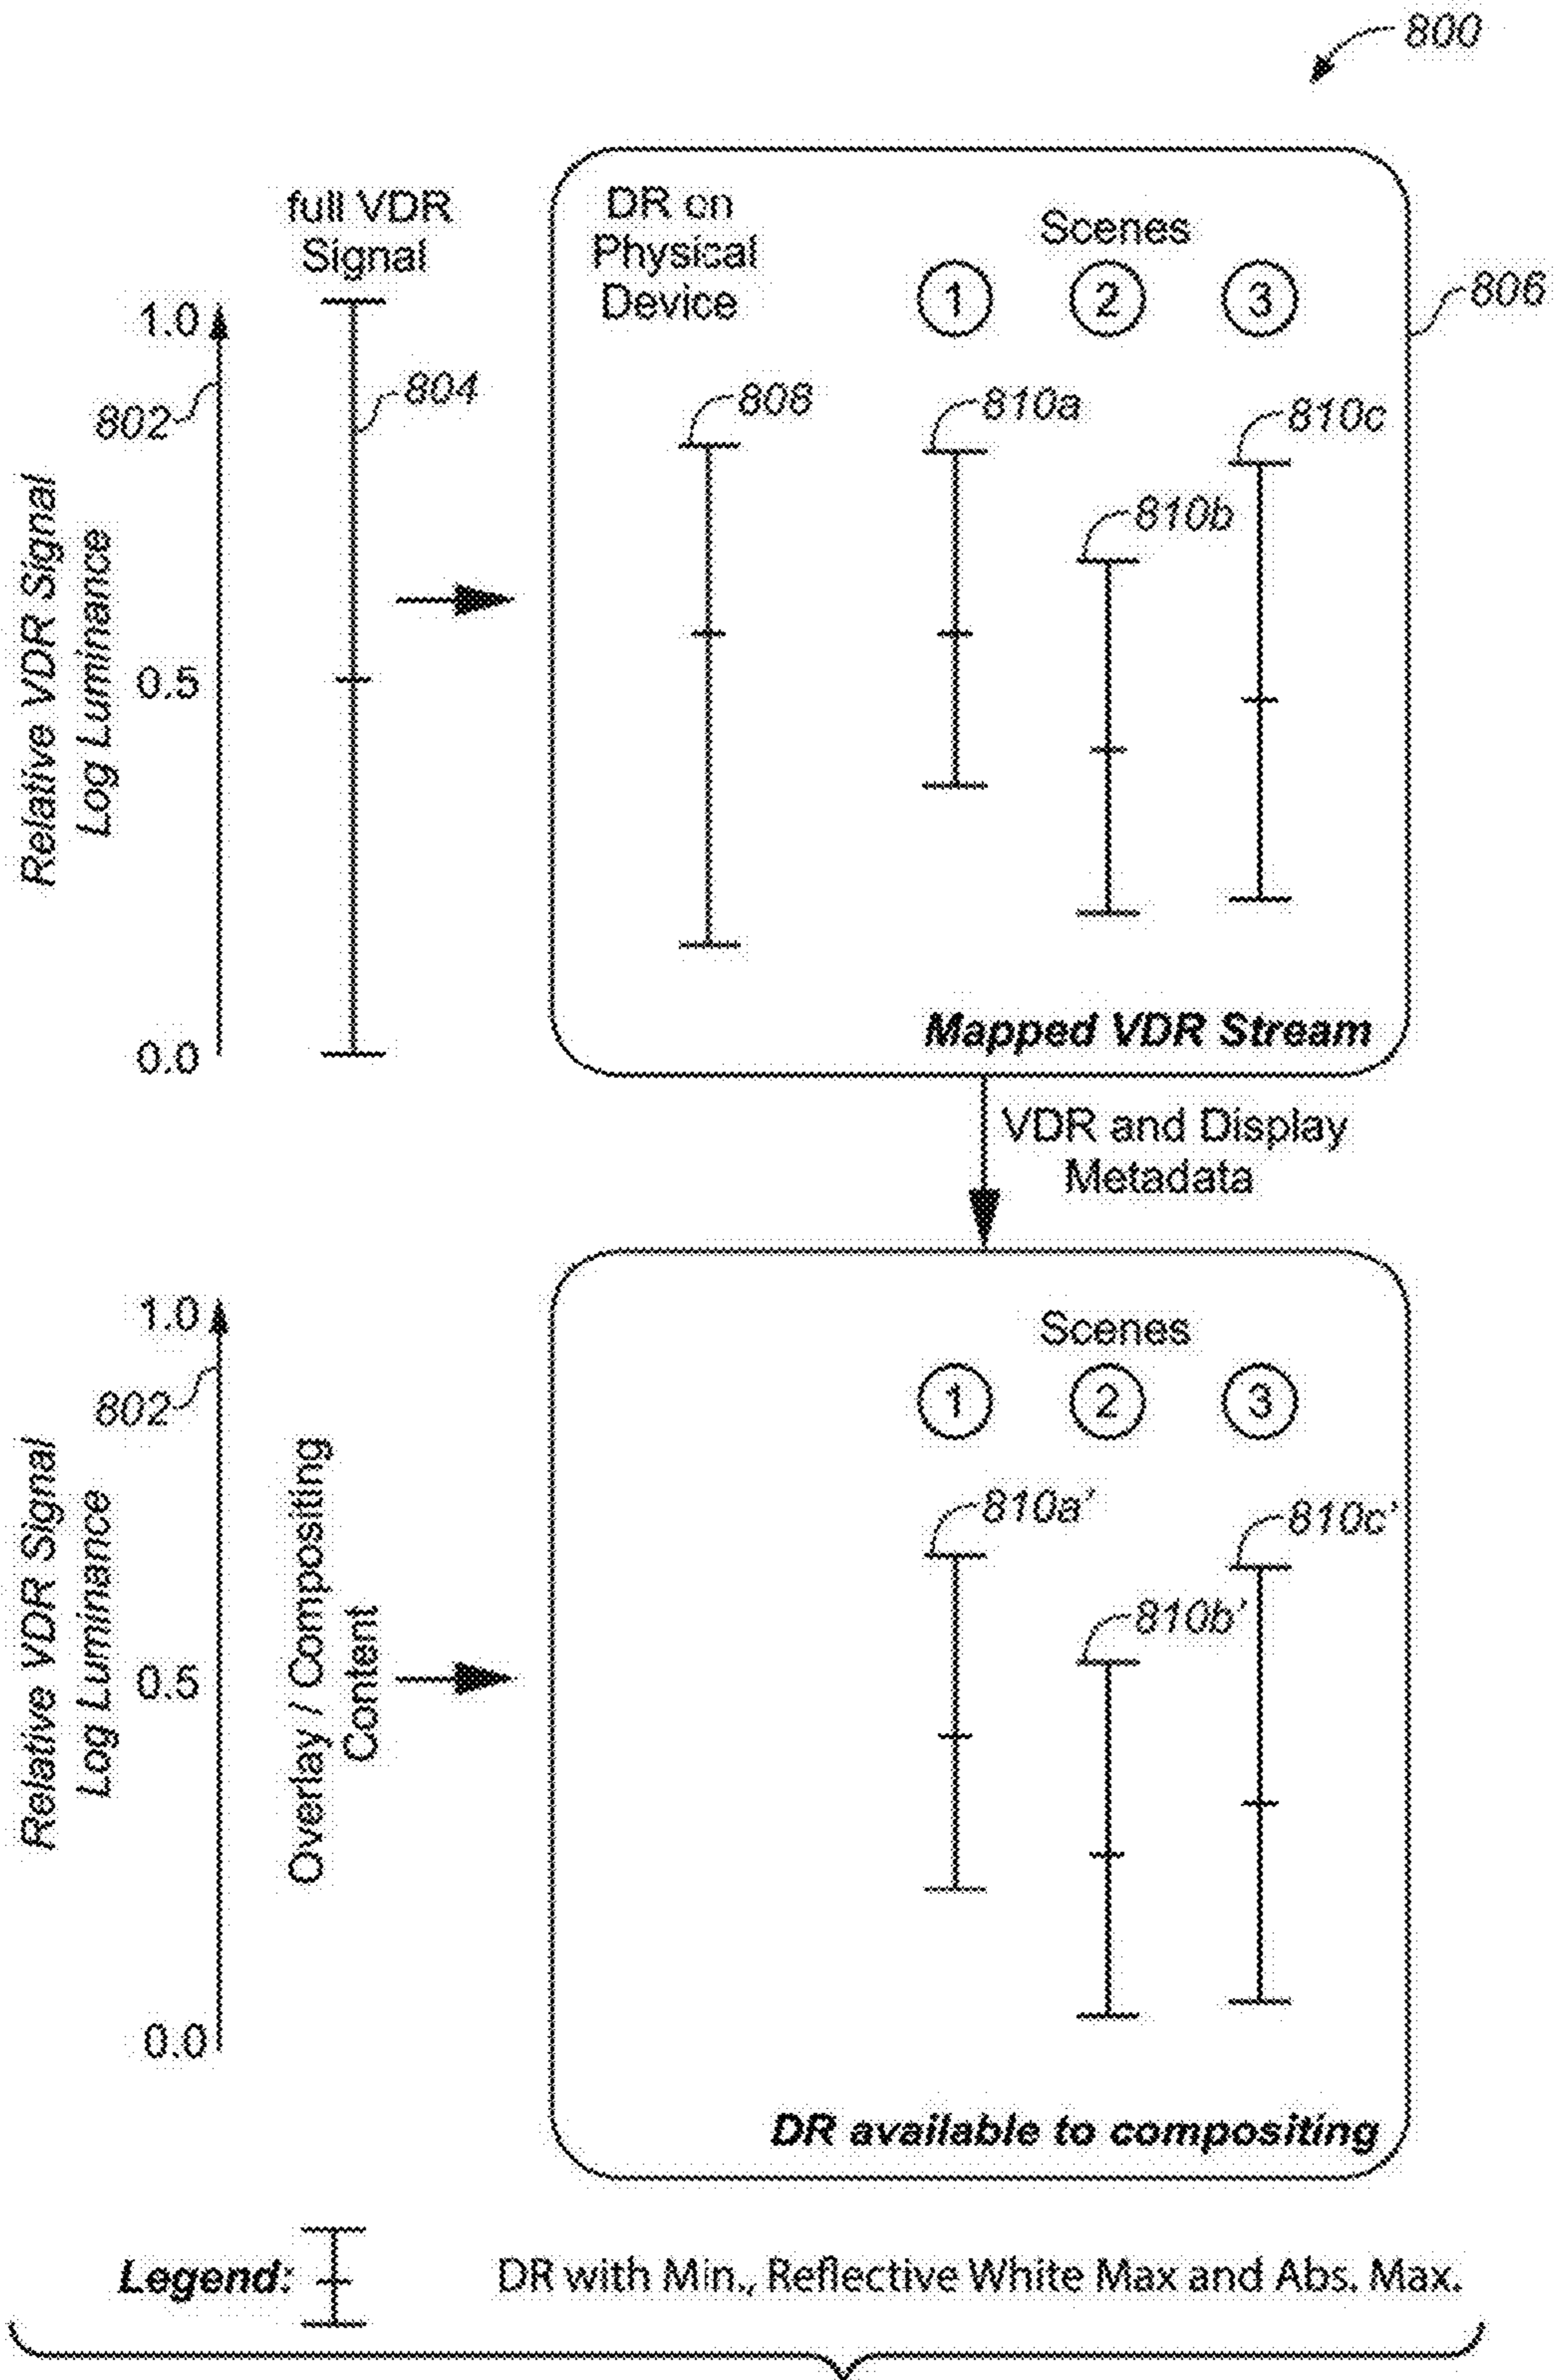 800
full VDR
Signal
DR on
Physical
Device
Scenes
1 2 3
806
1.0
802
804
808
810a
810b
810c
Relative VDR Signal
Log Luminance
0.5
0.0
Mapped VDR Stream
VDR and Display
Metadata
1.0
802
Scenes
1 2 3
810a'
810b'
810c'
Relative VDR Signal
Log Luminance
0.5
Overlay / Compositing
Content
0.0
DR available to compositing
Legend:
DR with Min., Reflective White Max and Abs. Max.